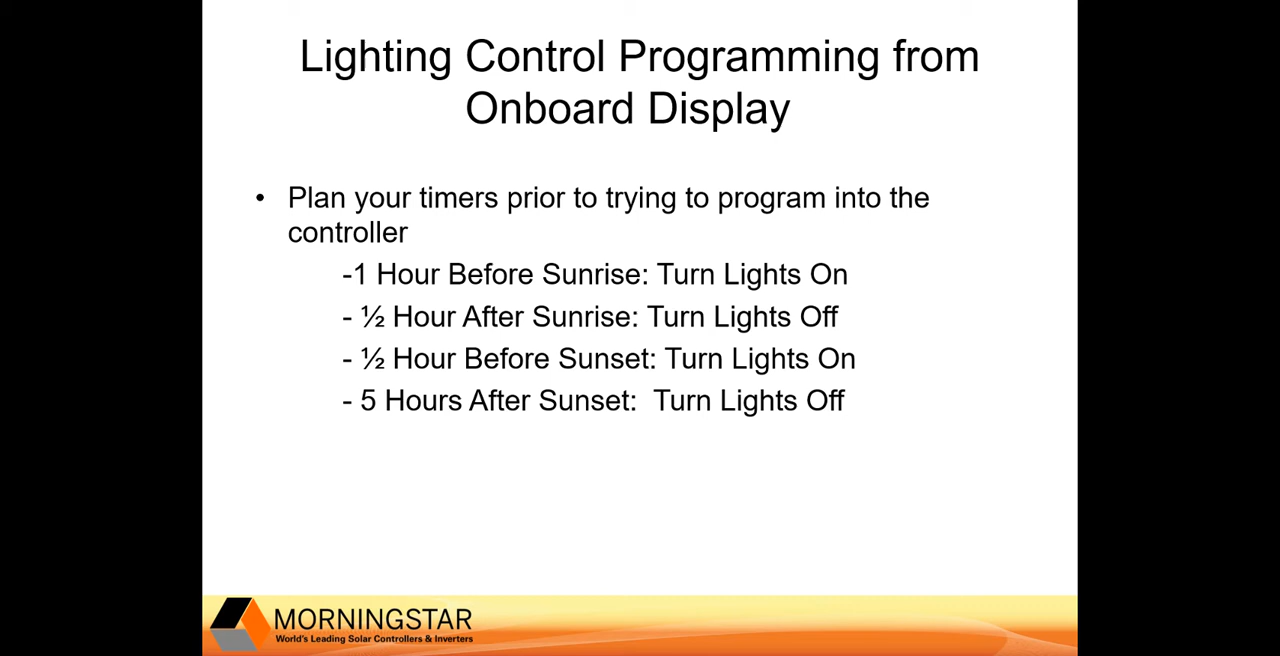 Lighting Control Programming from
Onboard Display
• Plan your timers prior to trying to program into the
controller
-1 Hour Before Sunrise: Turn Lights On
- ½ Hour After Sunrise: Turn Lights Off
- ½ Hour Before Sunset: Turn Lights On
- 5 Hours After Sunset:  Turn Lights Off
MORNINGSTAR
World's Leading Solar Controllers & Inverters